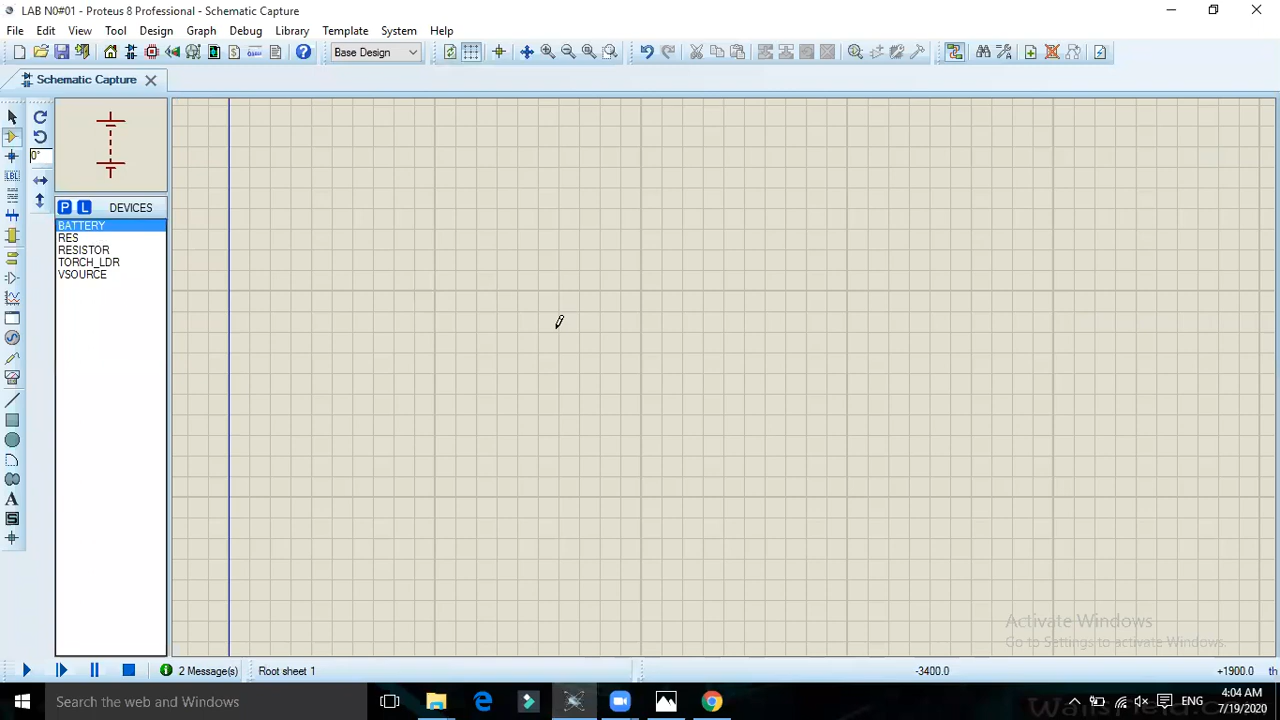 LAB N0#01 - Proteus 8 Professional - Schematic Capture
File Edit View Tool Design Graph Debug Library Template System Help
Base Design
Schematic Capture
LBL
0°
P L DEVICES
BATTERY
RES
RESISTOR
TORCH_LDR
VSOURCE
A
S
Activate Windows
Go to Settings to activate Windows.
2 Message(s) Root sheet 1 -3400.0 +1900.0 th
Search the web and Windows
ENG
4:04 AM
7/19/2020